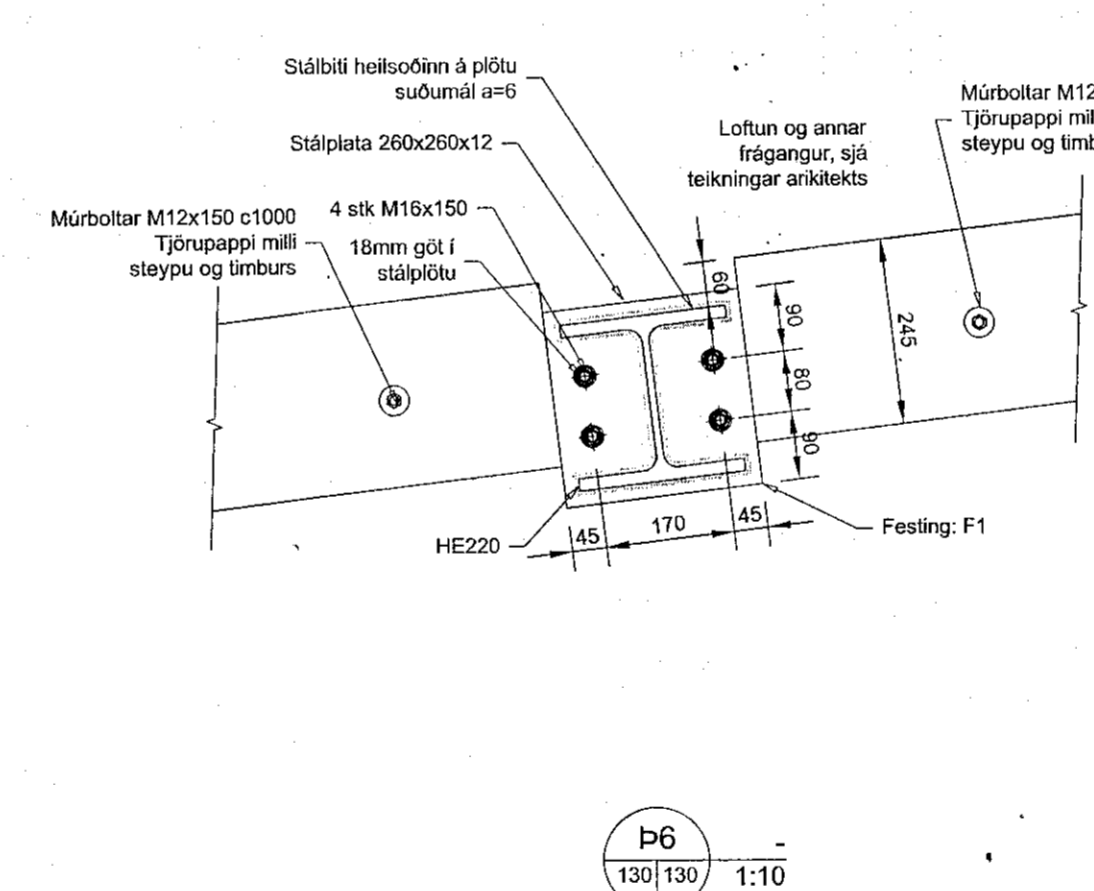 Stálbiti heilsoðinn á plötu
suðumál a=6
Stálplata 260x260x12
Loftun og annar
frágangur, sjá
teikningar arikitekts
Múrboltar M12
Tjörupappi mil
steypu og timb
Múrboltar M12x150 c1000
Tjörupappi milli
steypu og timburs
4 stk M16x150
18mm göt í
stálplötu
60
90
80
90
245
45
170
45
HE220
Festing: F1
Þ6
130 130
-
1:10